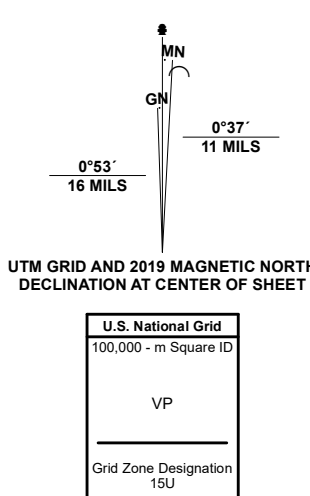 MN
GN
0°37´
11 MILS
0°53´
16 MILS
UTM GRID AND 2019 MAGNETIC NORTH
DECLINATION AT CENTER OF SHEET
U.S. National Grid
100,000 - m Square ID
VP
Grid Zone Designation
15U